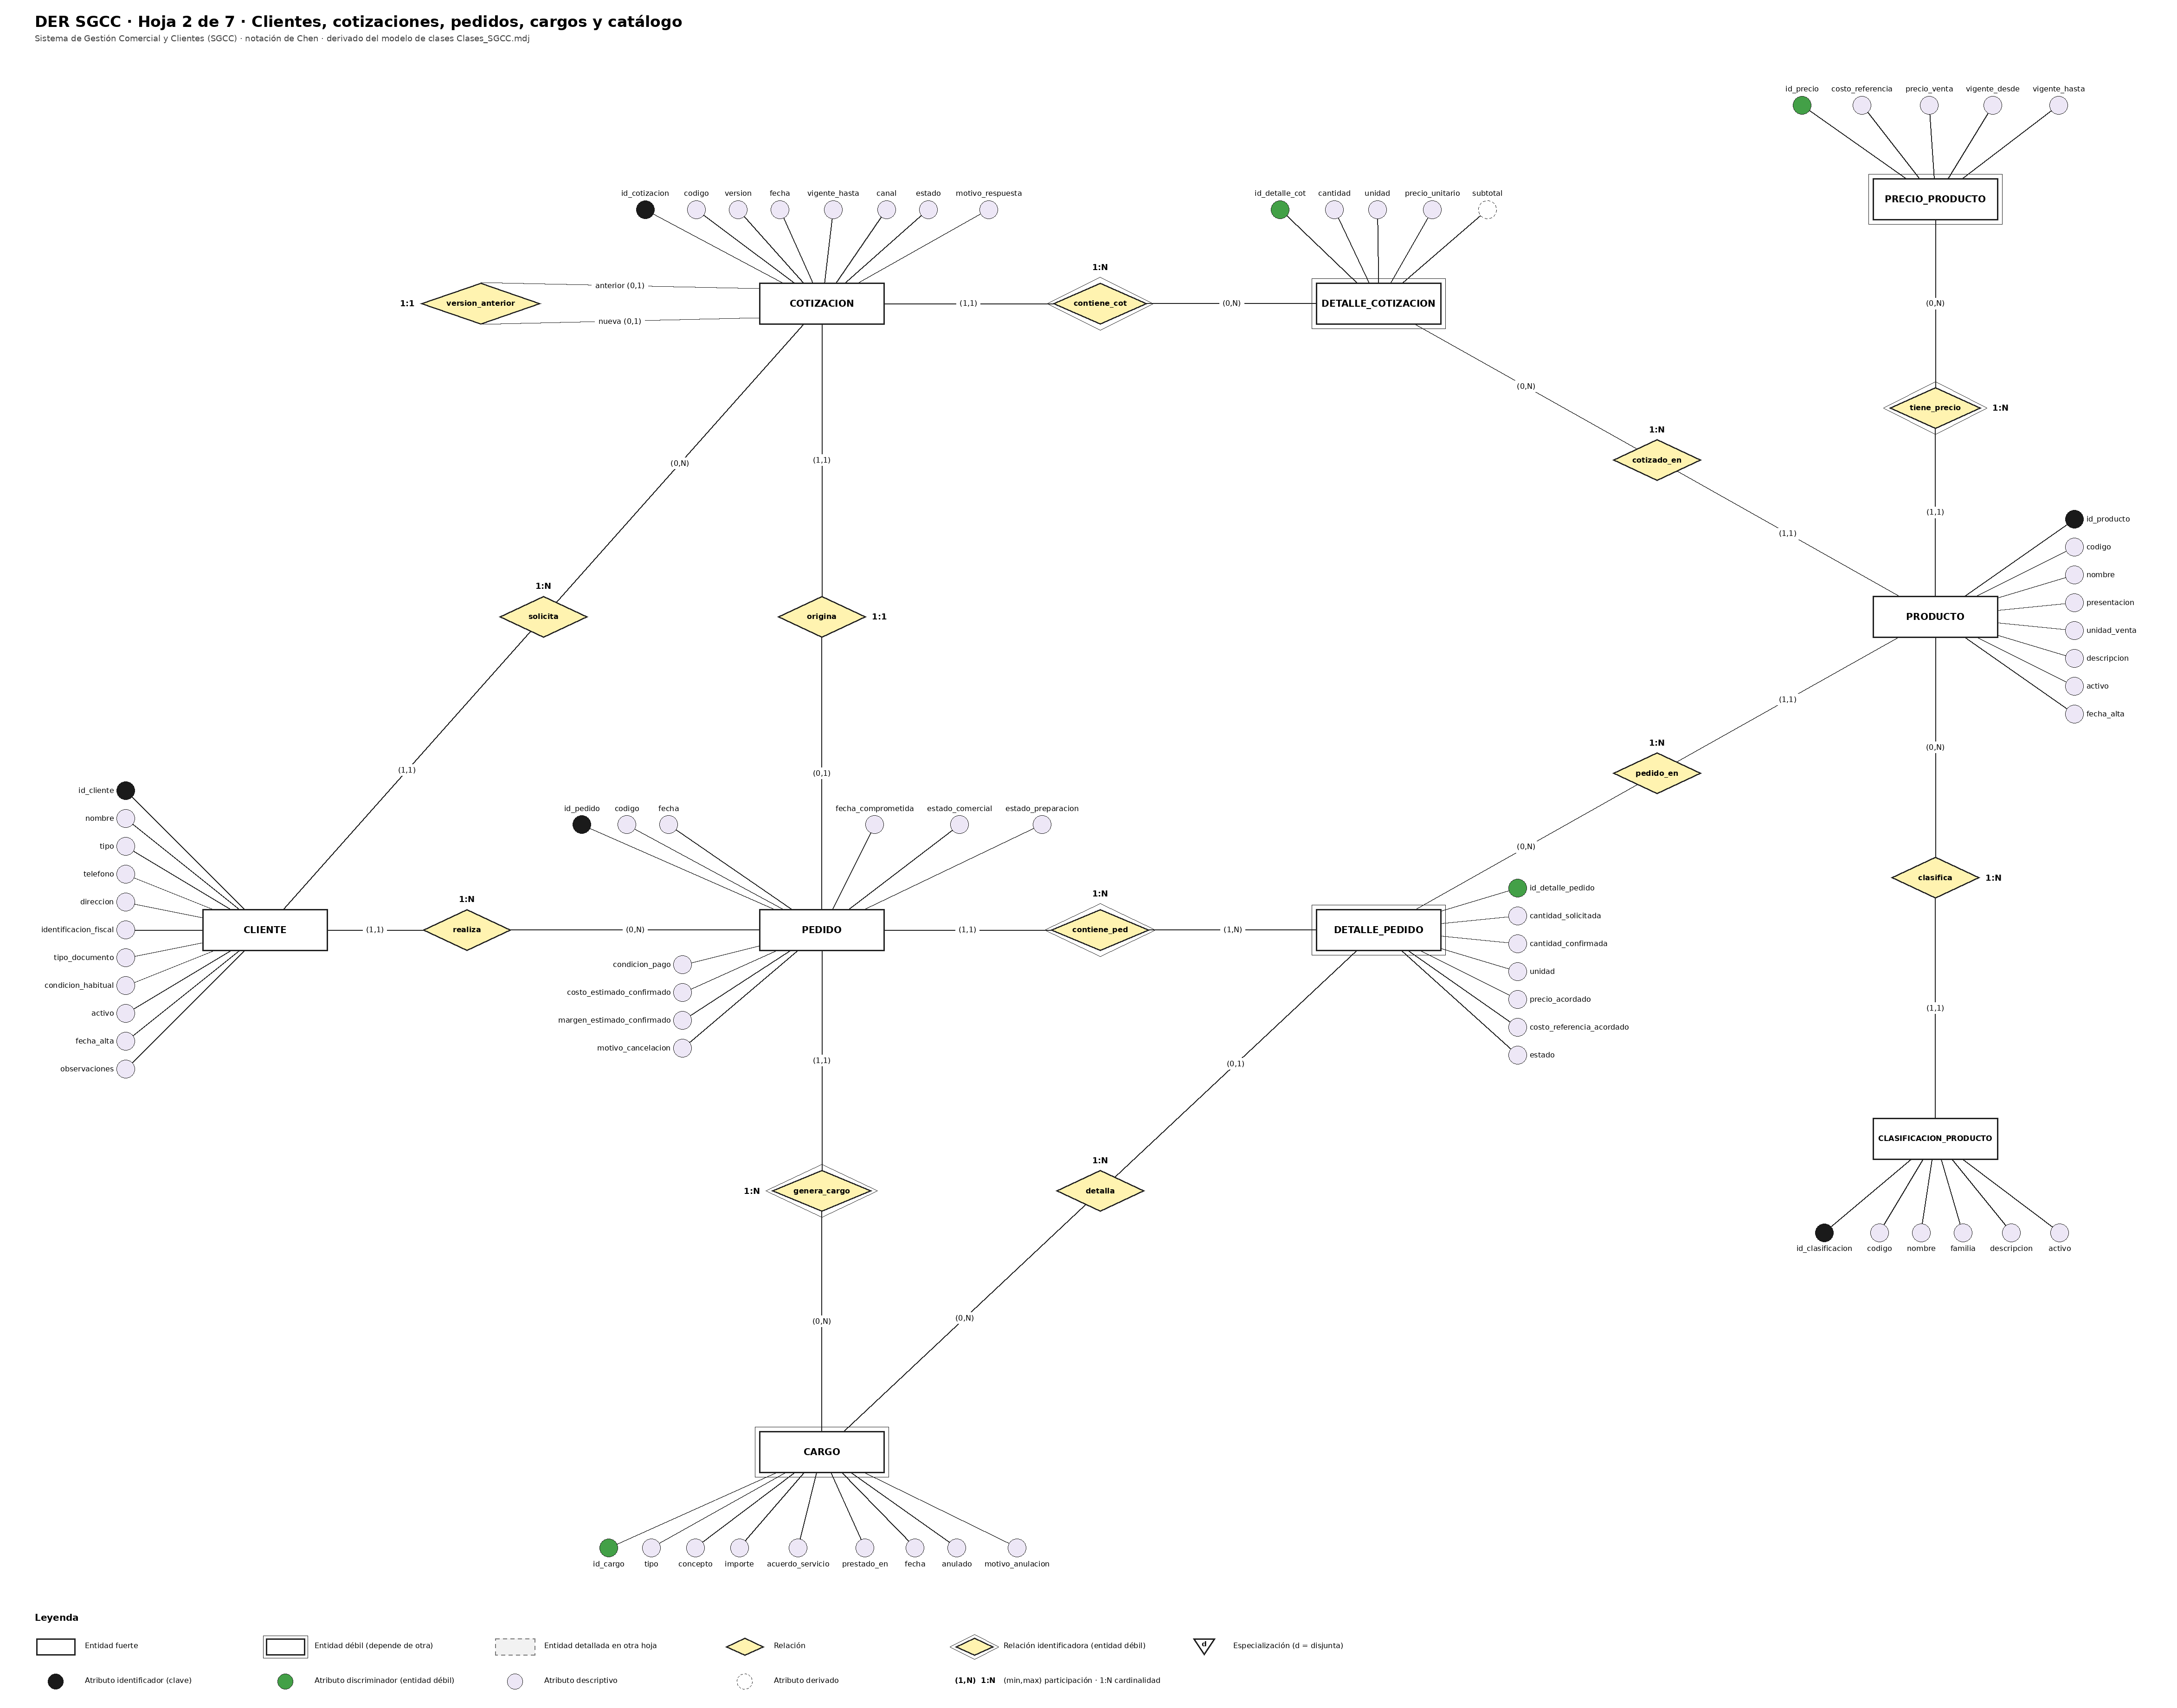 DER SGCC · Hoja 2 de 7 · Clientes, cotizaciones, pedidos, cargos y catálogo
Sistema de Gestión Comercial y Clientes (SGCC) · notación de Chen · derivado del modelo de clases Clases_SGCC.mdj
id_precio costo_referencia precio_venta vigente_desde vigente_hasta
PRECIO_PRODUCTO
id_cotizacion codigo version fecha vigente_hasta canal estado motivo_respuesta
id_detalle_cot cantidad unidad precio_unitario subtotal
1:N
anterior (0,1)
1:1 version_anterior
COTIZACION
(1,1)
contiene_cot
(0,N)
DETALLE_COTIZACION
(0,N)
nueva (0,1)
(0,N)
tiene_precio 1:N
1:N
cotizado_en
(1,1)
(0,N)
(1,1)
(1,1)
id_producto
codigo
nombre
presentacion
unidad_venta
descripcion
activo
fecha_alta
PRODUCTO
1:N
solicita
origina 1:1
(1,1)
1:N
pedido_en
(0,N)
(0,N)
(1,1)
(0,1)
id_cliente
nombre
tipo
telefono
direccion
identificacion_fiscal
tipo_documento
condicion_habitual
activo
fecha_alta
observaciones
CLIENTE
(1,1)
1:N
realiza
(0,N)
id_pedido codigo fecha fecha_comprometida estado_comercial estado_preparacion
PEDIDO
condicion_pago
costo_estimado_confirmado
margen_estimado_confirmado
motivo_cancelacion
(1,1)
1:N
contiene_ped
(1,N)
DETALLE_PEDIDO
id_detalle_pedido
cantidad_solicitada
cantidad_confirmada
unidad
precio_acordado
costo_referencia_acordado
estado
clasifica 1:N
(1,1)
CLASIFICACION_PRODUCTO
id_clasificacion codigo nombre familia descripcion activo
(1,1)
(0,1)
1:N genera_cargo
1:N
detalla
(0,N)
(0,N)
CARGO
id_cargo tipo concepto importe acuerdo_servicio prestado_en fecha anulado motivo_anulacion
Leyenda
Entidad fuerte
Entidad débil (depende de otra)
Entidad detallada en otra hoja
Relación
Relación identificadora (entidad débil)
d
Especialización (d = disjunta)
Atributo identificador (clave)
Atributo discriminador (entidad débil)
Atributo descriptivo
Atributo derivado
(1,N) 1:N (min,max) participación · 1:N cardinalidad